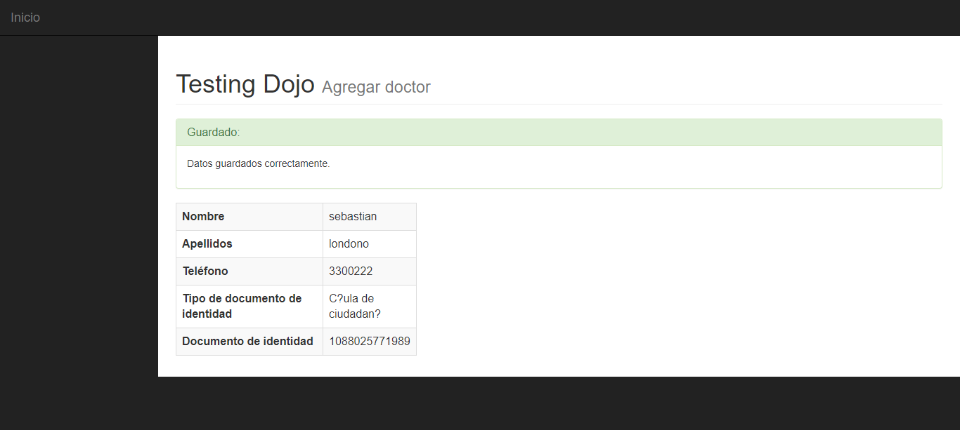 Inicio
Testing Dojo Agregar doctor
Guardado:
Datos guardados correctamente.
Nombre sebastian
Apellidos londono
Teléfono 3300222
Tipo de documento de identidad C?ula de ciudadan?
Documento de identidad 1088025771989